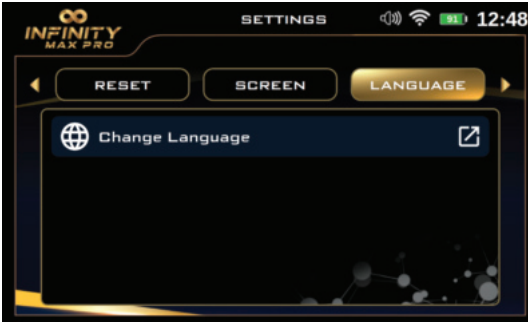 INFINITY
MAX PRO
SETTINGS
91
12:48
RESET
SCREEN
LANGUAGE
Change Language